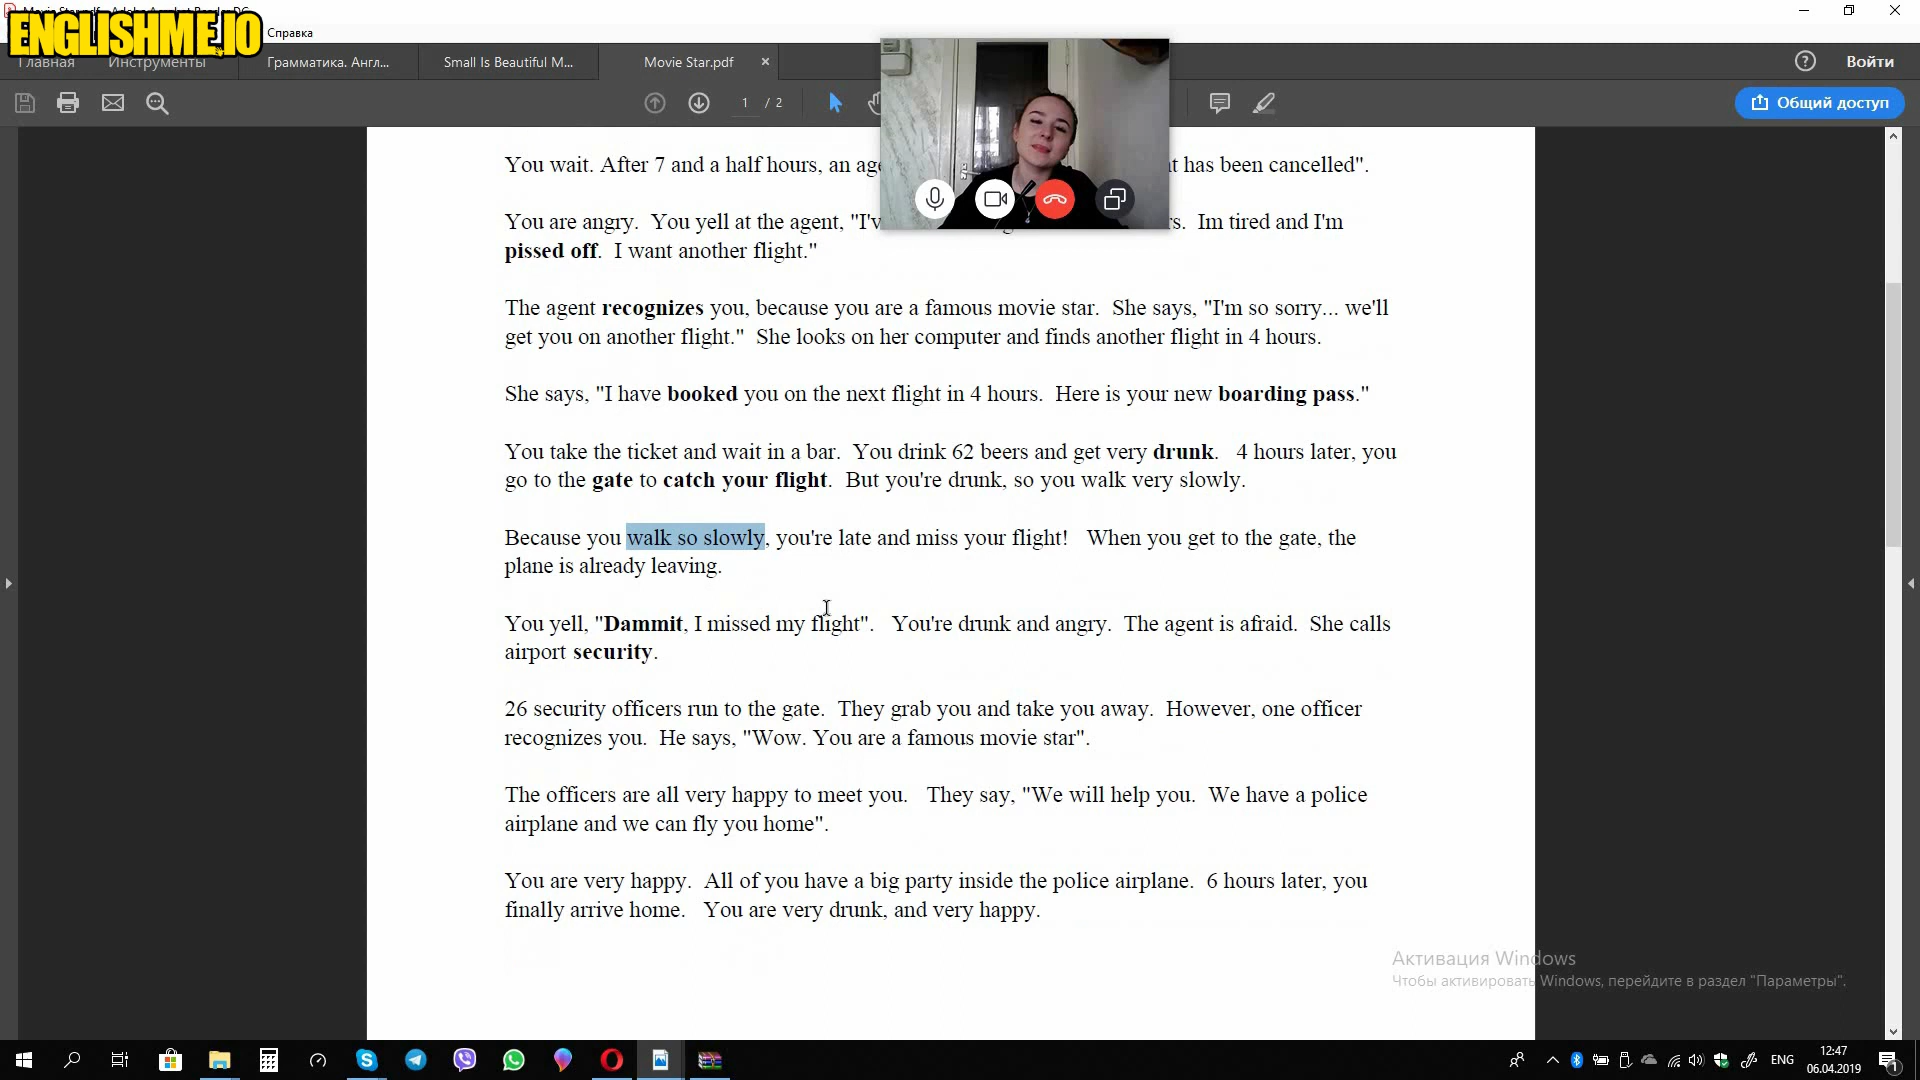 ENGLISHME.IO
Справка
Главная
Инструменты
Грамматика. Англ...
Small Is Beautiful M...
Movie Star.pdf
Войти
1 / 2
Общий доступ
You wait. After 7 and a half hours, an
has been cancelled".
You are angry. You yell at the agent,
Im tired and I'm
pissed off. I want another flight."
The agent recognizes you, because you are a famous movie star. She says, "I'm so sorry... we'll
get you on another flight." She looks on her computer and finds another flight in 4 hours.
She says, "I have booked you on the next flight in 4 hours. Here is your new boarding pass."
You take the ticket and wait in a bar. You drink 62 beers and get very drunk. 4 hours later, you
go to the gate to catch your flight. But you're drunk, so you walk very slowly.
Because you walk so slowly, you're late and miss your flight! When you get to the gate, the
plane is already leaving.
You yell, "Dammit, I missed my flight". You're drunk and angry. The agent is afraid. She calls
airport security.
26 security officers run to the gate. They grab you and take you away. However, one officer
recognizes you. He says, "Wow. You are a famous movie star".
The officers are all very happy to meet you. They say, "We will help you. We have a police
airplane and we can fly you home".
You are very happy. All of you have a big party inside the police airplane. 6 hours later, you
finally arrive home. You are very drunk, and very happy.
Активация Windows
Чтобы активировать Windows, перейдите в раздел "Параметры".
ENG
12:47
06.04.2019
1